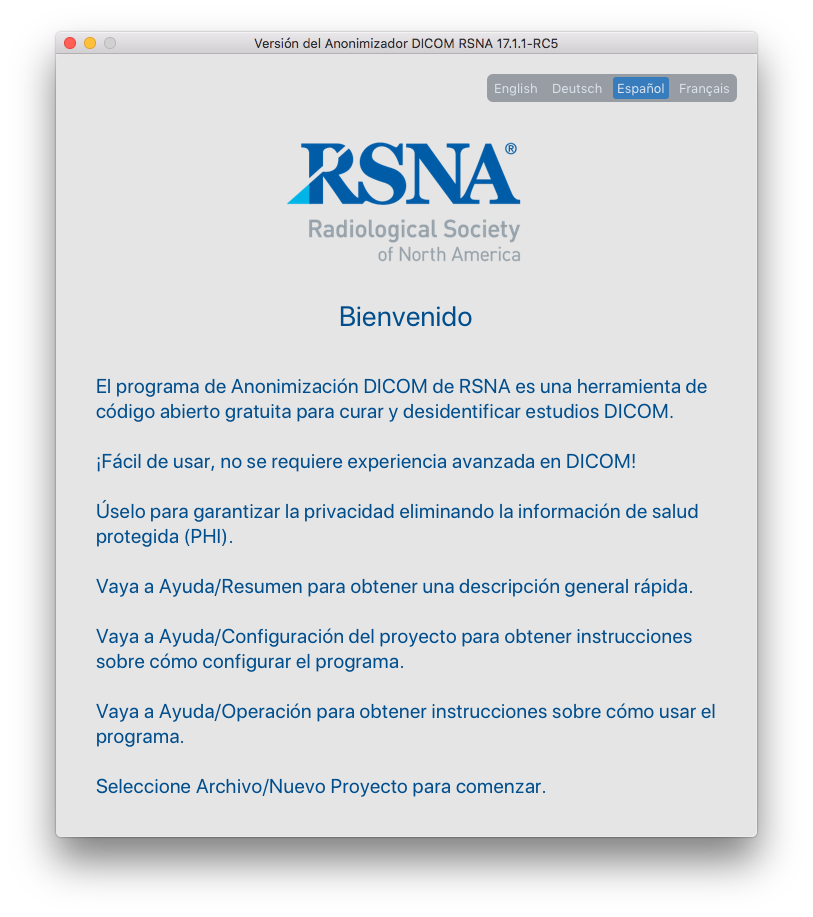 Versión del Anonimizador DICOM RSNA 17.1.1-RC5
English Deutsch Español Français
RSNA®
Radiological Society
of North America
Bienvenido
El programa de Anonimización DICOM de RSNA es una herramienta de
código abierto gratuita para curar y desidentificar estudios DICOM.
¡Fácil de usar, no se requiere experiencia avanzada en DICOM!
Úselo para garantizar la privacidad eliminando la información de salud
protegida (PHI).
Vaya a Ayuda/Resumen para obtener una descripción general rápida.
Vaya a Ayuda/Configuración del proyecto para obtener instrucciones
sobre cómo configurar el programa.
Vaya a Ayuda/Operación para obtener instrucciones sobre cómo usar el
programa.
Seleccione Archivo/Nuevo Proyecto para comenzar.